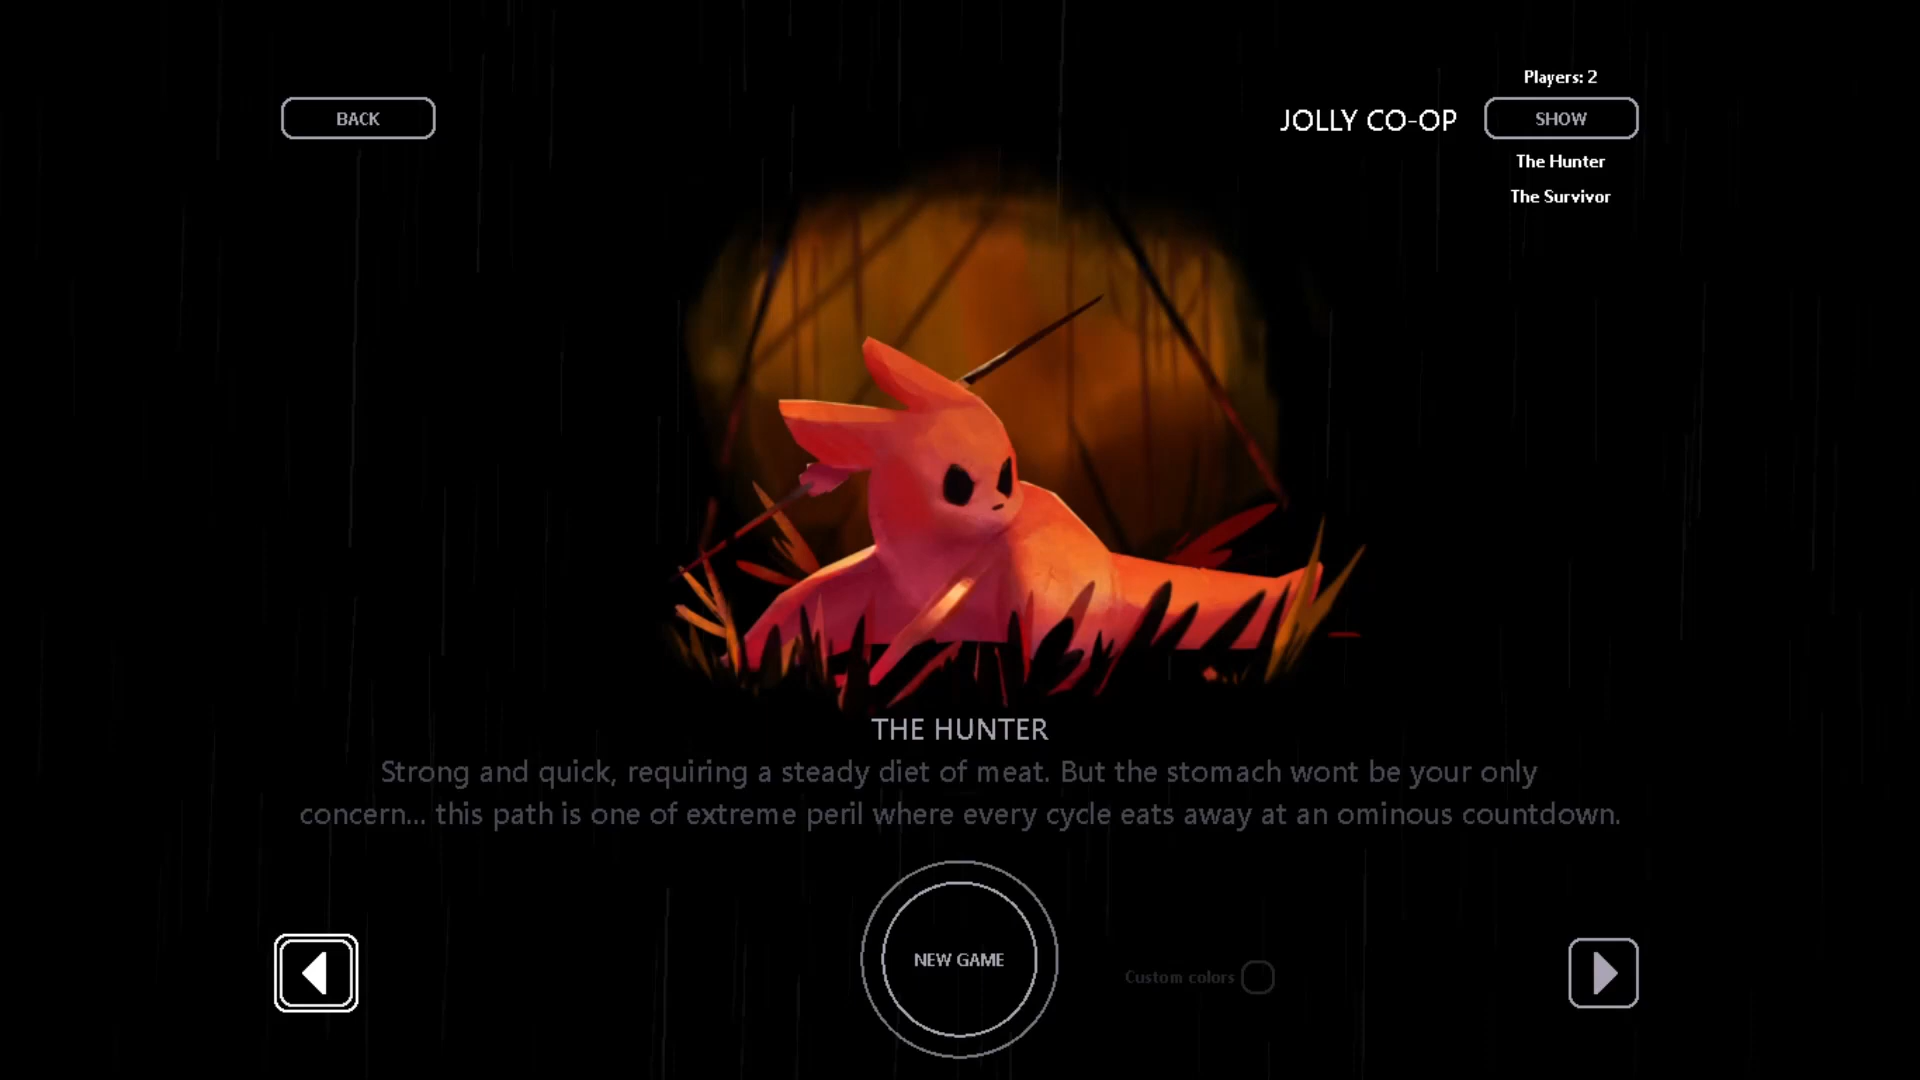 Players: 2
BACK
JOLLY CO-OP
SHOW
The Hunter
The Survivor
THE HUNTER
Strong and quick, requiring a steady diet of meat. But the stomach wont be your only
concern... this path is one of extreme peril where every cycle eats away at an ominous countdown.
NEW GAME
Custom colors